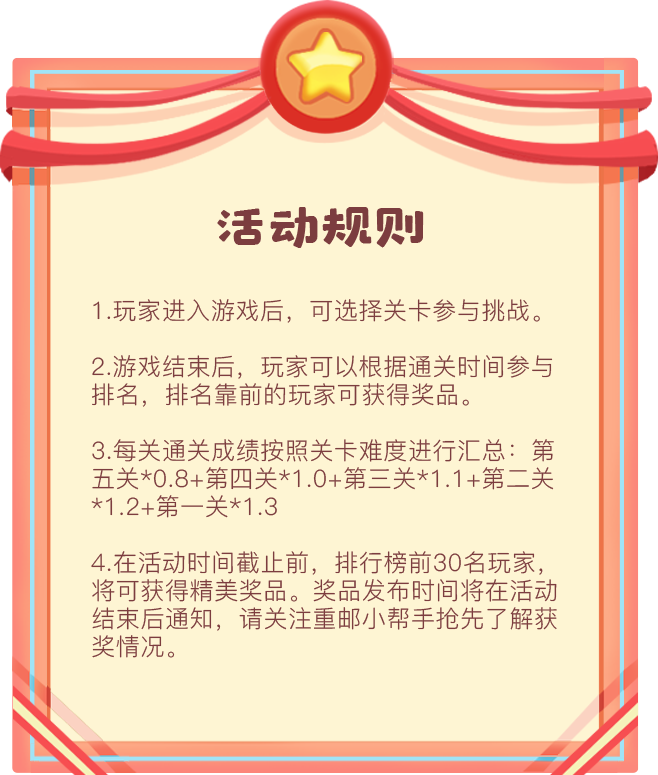 活动规则
1.玩家进入游戏后，可选择关卡参与挑战。
2.游戏结束后，玩家可以根据通关时间参与
排名，排名靠前的玩家可获得奖品。
3.每关通关成绩按照关卡难度进行汇总：第
五关*0.8+第四关*1.0+第三关*1.1+第二关
*1.2+第一关*1.3
4.在活动时间截止前，排行榜前30名玩家，
将可获得精美奖品。奖品发布时间将在活动
结束后通知，请关注重邮小帮手抢先了解获
奖情况。